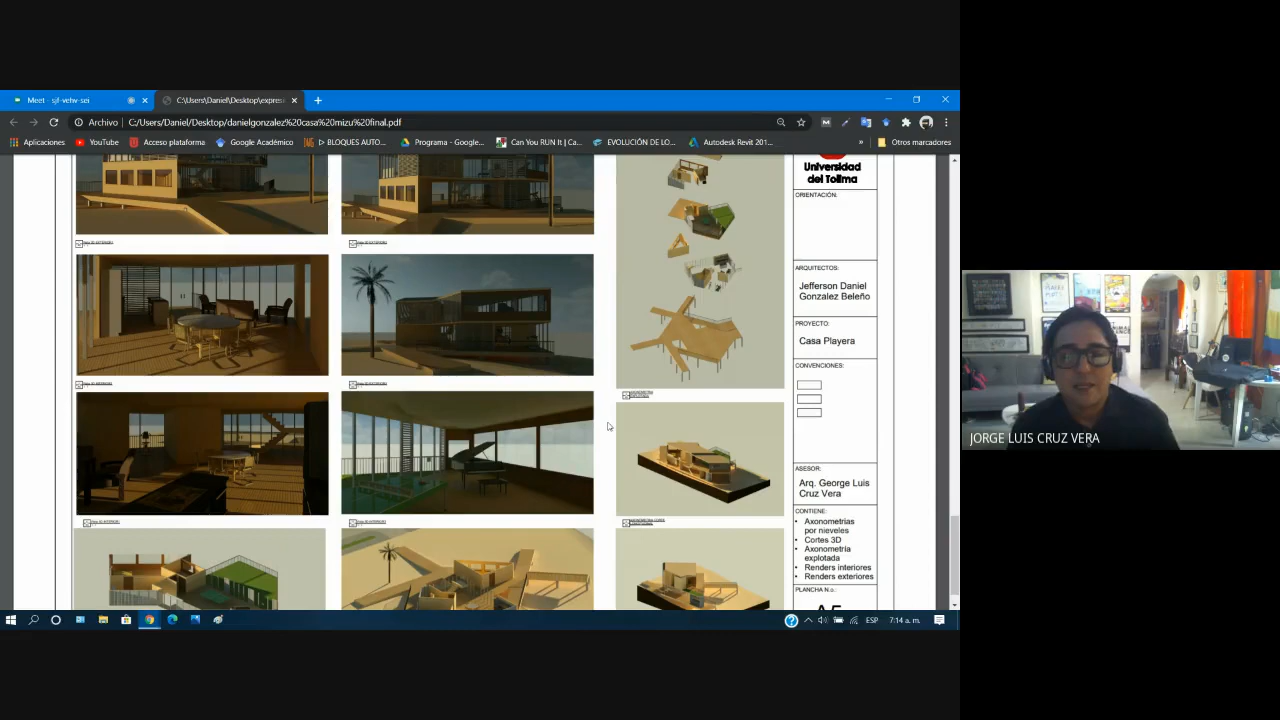 Meet - sjf-vehv-sei
C:\Users\Daniel\Desktop\expres
Archivo
C:/Users/Daniel/Desktop/danielgonzalez%20casa%20mizu%20final.pdf
Aplicaciones
YouTube
Acceso plataforma
Google Académico
▷ BLOQUES AUTO...
Programa - Google...
Can You RUN It | Ca...
EVOLUCIÓN DE LO...
Autodesk Revit 201...
»
Otros marcadores
Universidad
del Tolima
ORIENTACIÓN:
ARQUITECTOS:
Jefferson Daniel
Gonzalez Beleño
PROYECTO:
Casa Playera
CONVENCIONES:
ASESOR:
Arq. George Luis
Cruz Vera
CONTIENE:
• Axonometrias
por nieveles
• Cortes 3D
• Axonometría
explotada
• Renders interiores
• Renders exteriores
PLANCHA N.o.:
A5
JORGE LUIS CRUZ VERA
ESP
7:14 a. m.